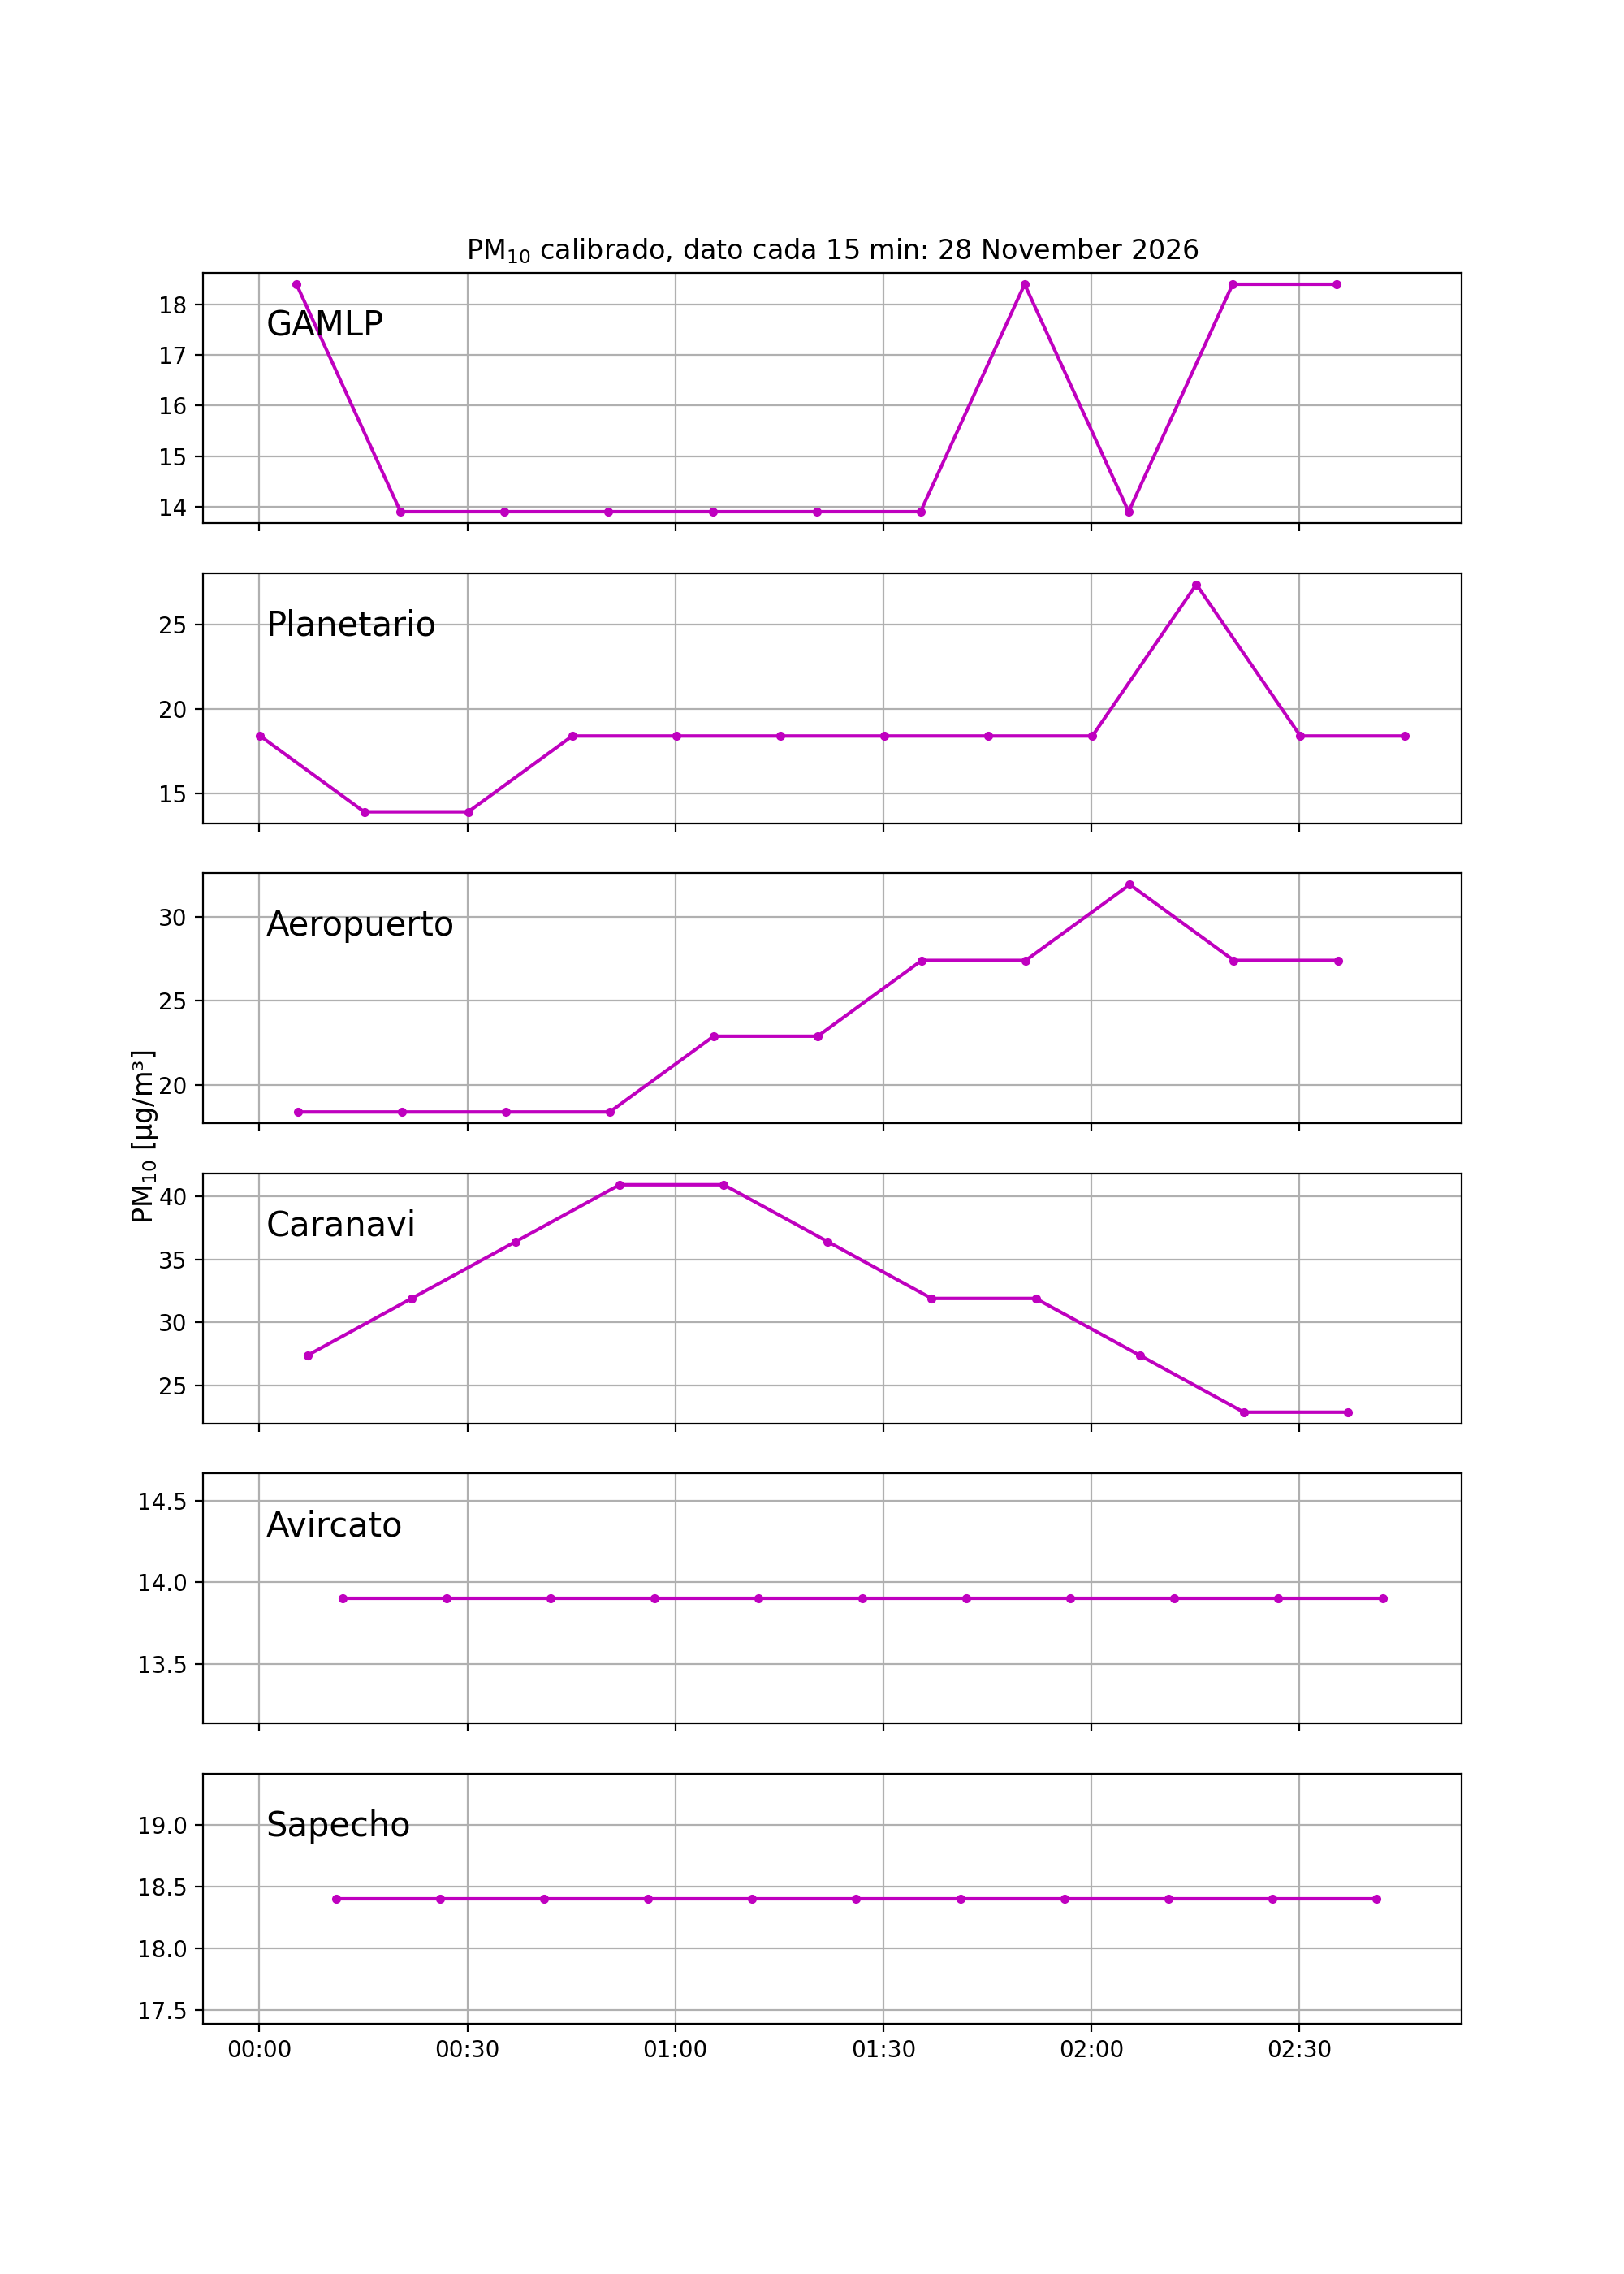 PM₁₀ calibrado, dato cada 15 min: 28 November 2026
GAMLP
18
17
16
15
14
Planetario
25
20
15
Aeropuerto
30
25
20
PM₁₀ [µg/m³]
Caranavi
40
35
30
25
Avircato
14.5
14.0
13.5
Sapecho
19.0
18.5
18.0
17.5
00:00 00:30 01:00 01:30 02:00 02:30